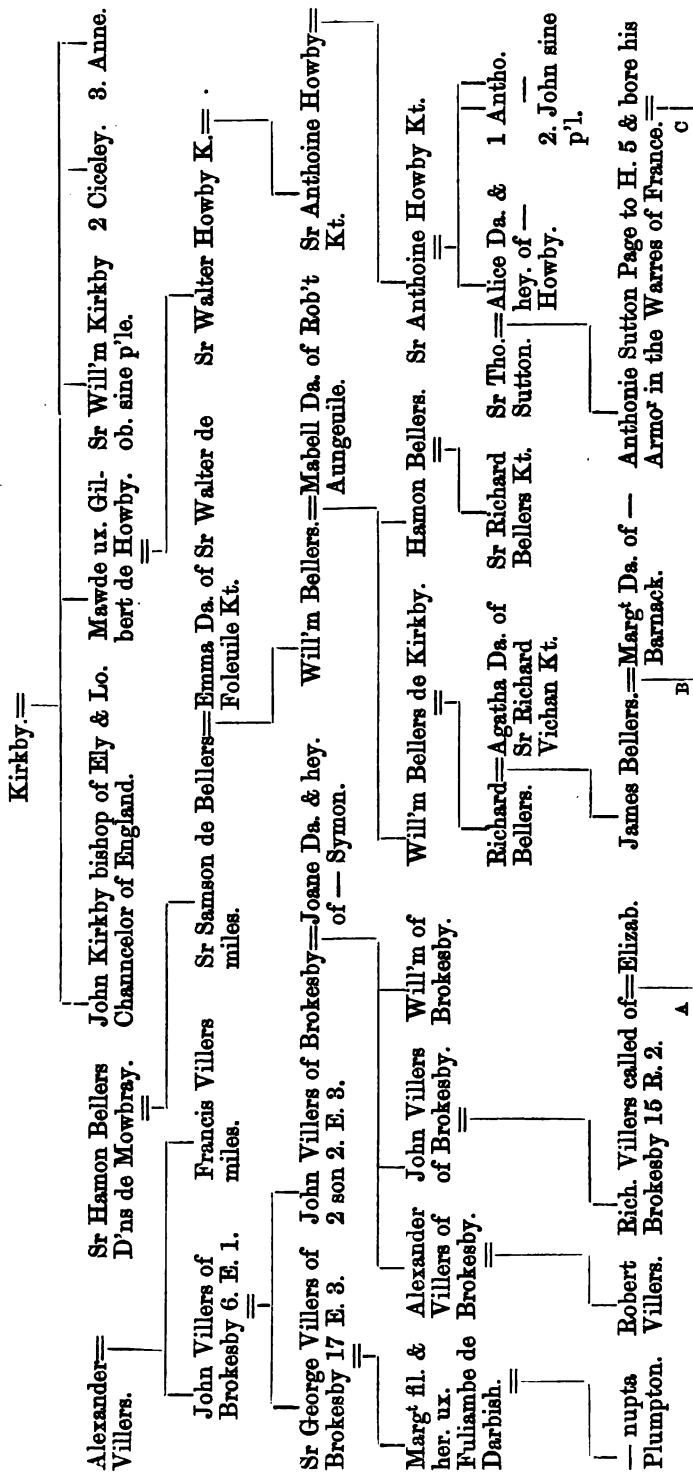 Kirkby.=
Alexander=
Villers.
Sr Hamon Bellers
D'ns de Mowbray.
=
John Kirkby bishop of Ely & Lo.
Channcelor of England.
Mawde ux. Gil-
bert de Howby.
=
Sr Will'm Kirkby
ob. sine p'le.
2 Ciceley.
3. Anne.
John Villers of
Brokesby 6. E. 1.
=
Francis Villers
miles.
Sr Samson de Bellers=Emma Da. of Sr Walter de
miles.
Foleuile Kt.
Sr Walter Howby K.= .
Sr George Villers of
Brokesby 17 E. 3.
=
John Villers of Brokesby=Joane Da. & hey.
2 son 2. E. 3.
of — Symon.
Will'm Bellers.=Mabell Da. of Rob't
Aungeuile.
Sr Anthoine Howby=
Kt.
Margt fil. &
her. ux.
Fuliambe de
Darbish.
=
Alexander
Villers of
Brokesby.
=
John Villers
of Brokesby.
=
Will'm of
Brokesby.
Will'm Bellers de Kirkby.
=
Hamon Bellers.
=
Sr Anthoine Howby Kt.
=
Richard=Agatha Da. of
Bellers.
Sr Richard
Vichan Kt.
Sr Richard
Bellers Kt.
Sr Tho.=Alice Da. &
Sutton.
hey. of —
Howby.
1 Antho.
—
2. John sine
p'l.
— nupta
Plumpton.
Robert
Villers.
Rich. Villers called of=Elizab.
Brokesby 15 R. 2.
A
James Bellers.=Margt Da. of —
Barnack.
B
Anthonie Sutton Page to H. 5 & bore his
Armor in the Warres of France.=
C